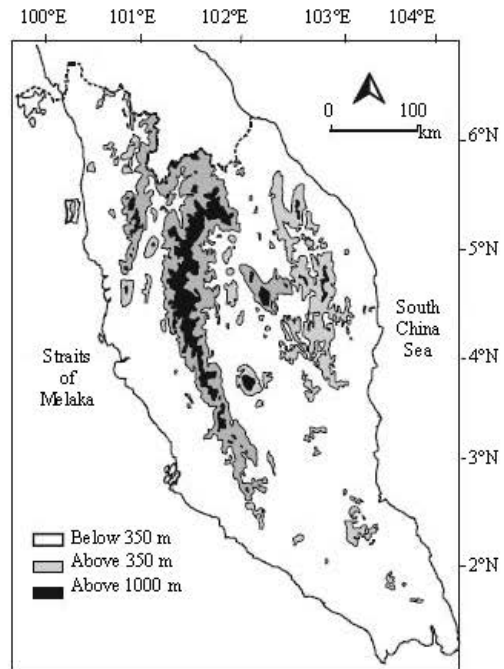 100°E 101°E 102°E 103°E 104°E
0 100
km
6°N
5°N
South
China
Sea
Straits
of
Melaka
4°N
3°N
Below 350 m
Above 350 m
Above 1000 m
2°N